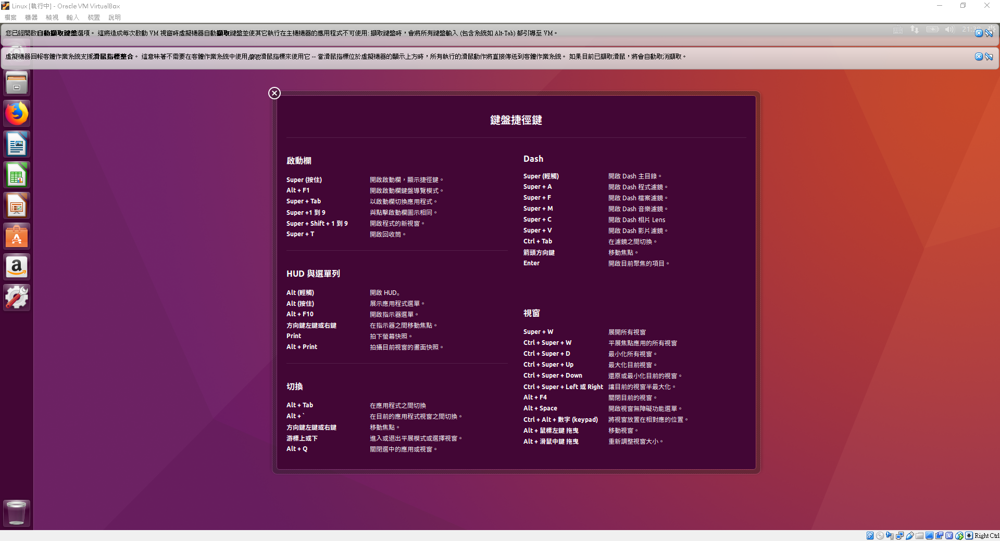 Linux [執行中] - Oracle VM VirtualBox
檔案 機器 檢視 輸入 裝置 說明
您已經開啟自動擷取鍵盤選項。 這將造成每次啟動 VM 視窗時虛擬機器自動擷取鍵盤並使其它執行在主機機器的應用程式不可使用: 擷取鍵盤時，會將所有鍵盤輸入 (包含系統如 Alt-Tab) 都引導至 VM。
虛擬機器回報客體作業系統支援滑鼠指標整合。 這意味著不需要在客體作業系統中使用擷取滑鼠指標來使用它 -- 當滑鼠指標位於虛擬機器的顯示上方時，所有執行的滑鼠動作將直接傳送到客體作業系統。 如果目前已擷取滑鼠，將會自動取消擷取。
鍵盤捷徑鍵
啟動欄
Super (按住) 開啟啟動欄，顯示捷徑鍵。
Alt + F1 開啟啟動欄鍵盤導覽模式。
Super + Tab 以啟動欄切換應用程式。
Super +1 到 9 與點擊啟動欄圖示相同。
Super + Shift + 1 到 9 開啟程式的新視窗。
Super + T 開啟回收筒。
HUD 與選單列
Alt (輕觸) 開啟 HUD。
Alt (按住) 展示應用程式選單。
Alt + F10 開啟指示器選單。
方向鍵左鍵或右鍵 在指示器之間移動焦點。
Print 拍下螢幕快照。
Alt + Print 拍攝目前視窗的畫面快照。
切換
Alt + Tab 在應用程式之間切換
Alt + ` 在目前的應用程式視窗之間切換。
方向鍵左鍵或右鍵 移動焦點。
游標上或下 進入或退出平展模式或選擇視窗。
Alt + Q 關閉選中的應用或視窗。
Dash
Super (輕觸) 開啟 Dash 主目錄。
Super + A 開啟 Dash 程式濾鏡。
Super + F 開啟 Dash 檔案濾鏡。
Super + M 開啟 Dash 音樂濾鏡。
Super + C 開啟 Dash 相片 Lens
Super + V 開啟 Dash 影片濾鏡。
Ctrl + Tab 在濾鏡之間切換。
箭頭方向鍵 移動焦點。
Enter 開啟目前聚焦的項目。
視窗
Super + W 展開所有視窗
Ctrl + Super + W 平展焦點應用的所有視窗
Ctrl + Super + D 最小化所有視窗。
Ctrl + Super + Up 最大化目前視窗。
Ctrl + Super + Down 還原或最小化目前的視窗。
Ctrl + Super + Left 或 Right 讓目前的視窗半最大化。
Alt + F4 關閉目前的視窗。
Alt + Space 開啟視窗無障礙功能選單。
Ctrl + Alt + 數字 (keypad) 將視窗放置在相對應的位置。
Alt + 鼠標左鍵 拖曳 移動視窗。
Alt + 滑鼠中鍵 拖曳 重新調整視窗大小。
Right Ctrl